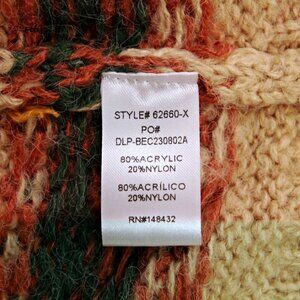 STYLE# 62660-X
PO#
DLP-BEC230802A
80%ACRYLIC
20%NYLON
80%ACRÍLICO
20%NYLON
RN#148432